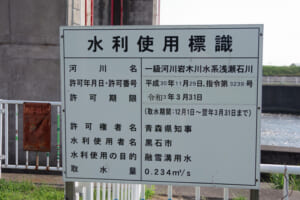 水利使用標識
河川名 一級河川岩木川水系浅瀬石川
許可年月日・許可番号 平成30年11月29日、指令第5239号
許可期限 令和5年3月31日
(取水期間:12月1日~翌年3月31日まで)
許可権者名 青森県知事
水利使用者名 黒石市
水利使用の目的 融雪溝用水
取水量 0.234㎥/s